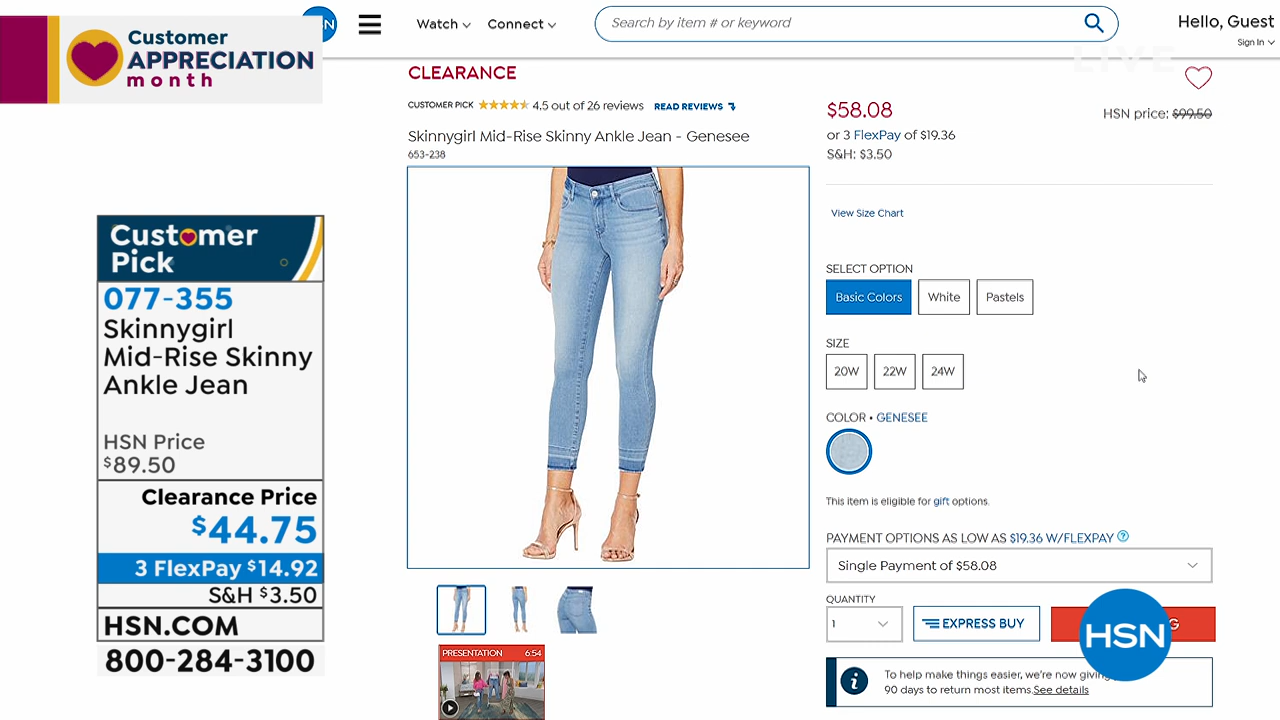 Customer
APPRECIATION
month
Watch
Connect
Search by item # or keyword
Hello, Guest
Sign In
LIVE
CLEARANCE
CUSTOMER PICK 4.5 out of 26 reviews READ REVIEWS
Skinnygirl Mid-Rise Skinny Ankle Jean - Genesee
653-238
$58.08
HSN price: $99.50
or 3 FlexPay of $19.36
S&H: $3.50
View Size Chart
SELECT OPTION
Basic Colors
White
Pastels
SIZE
20W
22W
24W
COLOR • GENESEE
This item is eligible for gift options.
PAYMENT OPTIONS AS LOW AS $19.36 W/FLEXPAY ?
Single Payment of $58.08
QUANTITY
1
EXPRESS BUY
HSN
To help make things easier, we're now giving
90 days to return most items. See details
PRESENTATION 6:54
Customer
Pick
077-355
Skinnygirl
Mid-Rise Skinny
Ankle Jean
HSN Price
$89.50
Clearance Price
$44.75
3 FlexPay $14.92
S&H $3.50
HSN.COM
800-284-3100